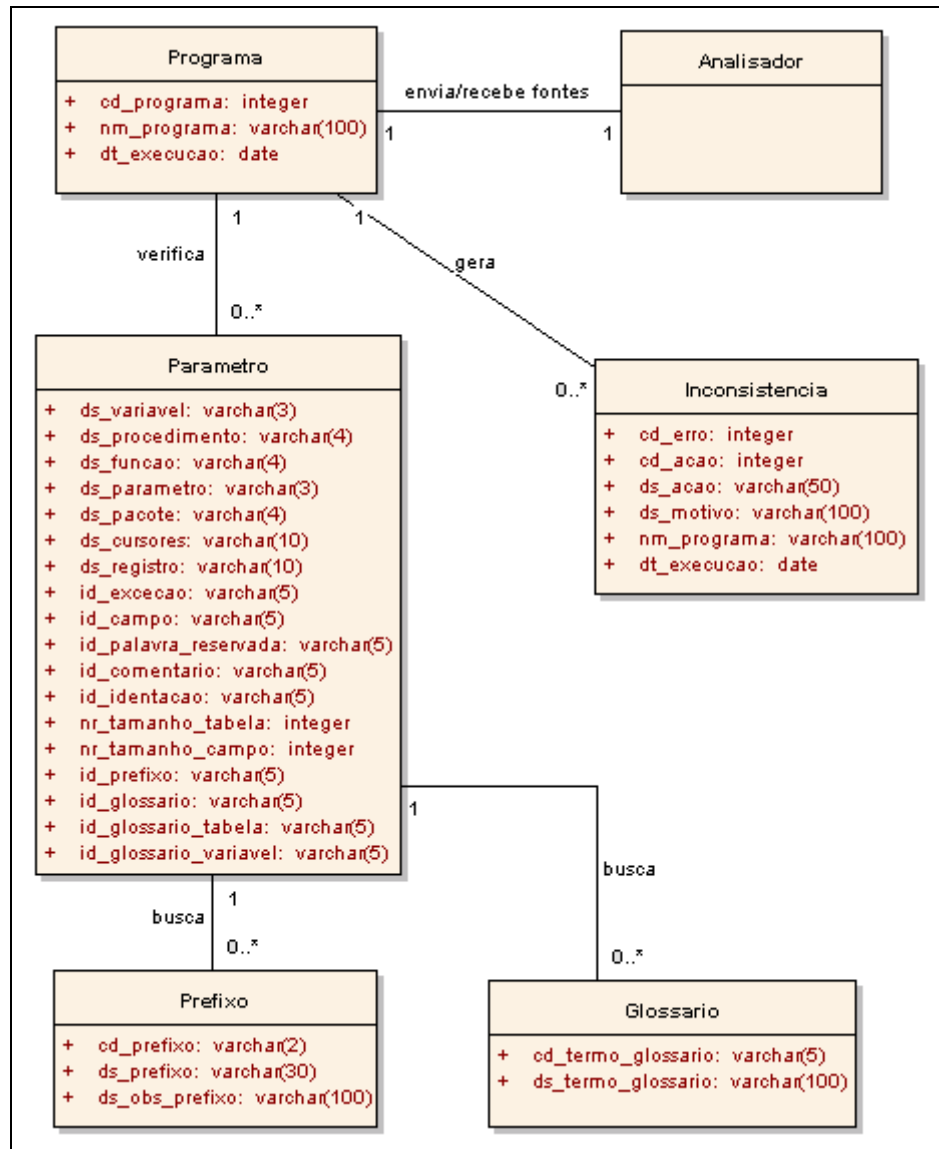 Programa
+ cd_programa: integer
+ nm_programa: varchar(100)
+ dt_execucao: date
envia/recebe fontes
1
1
Analisador
1
verifica
0..*
1
gera
0..*
Parametro
+ ds_variavel: varchar(3)
+ ds_procedimento: varchar(4)
+ ds_funcao: varchar(4)
+ ds_parametro: varchar(3)
+ ds_pacote: varchar(4)
+ ds_cursores: varchar(10)
+ ds_registro: varchar(10)
+ id_excecao: varchar(5)
+ id_campo: varchar(5)
+ id_palavra_reservada: varchar(5)
+ id_comentario: varchar(5)
+ id_identacao: varchar(5)
+ nr_tamanho_tabela: integer
+ nr_tamanho_campo: integer
+ id_prefixo: varchar(5)
+ id_glossario: varchar(5)
+ id_glossario_tabela: varchar(5)
+ id_glossario_variavel: varchar(5)
Inconsistencia
+ cd_erro: integer
+ cd_acao: integer
+ ds_acao: varchar(50)
+ ds_motivo: varchar(100)
+ nm_programa: varchar(100)
+ dt_execucao: date
1
busca
0..*
1
busca
0..*
Prefixo
+ cd_prefixo: varchar(2)
+ ds_prefixo: varchar(30)
+ ds_obs_prefixo: varchar(100)
Glossario
+ cd_termo_glossario: varchar(5)
+ ds_termo_glossario: varchar(100)